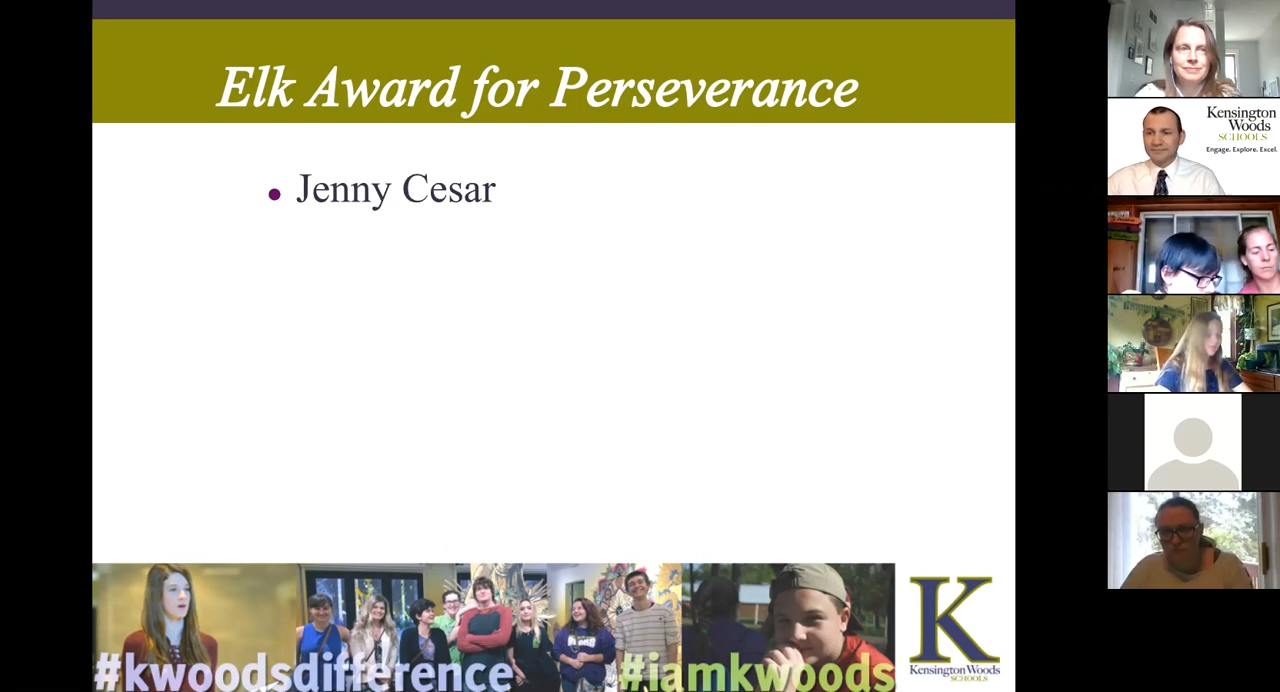 Elk Award for Perseverance
• Jenny Cesar
Kensington
Woods
SCHOOLS
Engage. Explore. Excel.
#kwoodsdifference
#iamkwoods
K
Kensington Woods
SCHOOLS